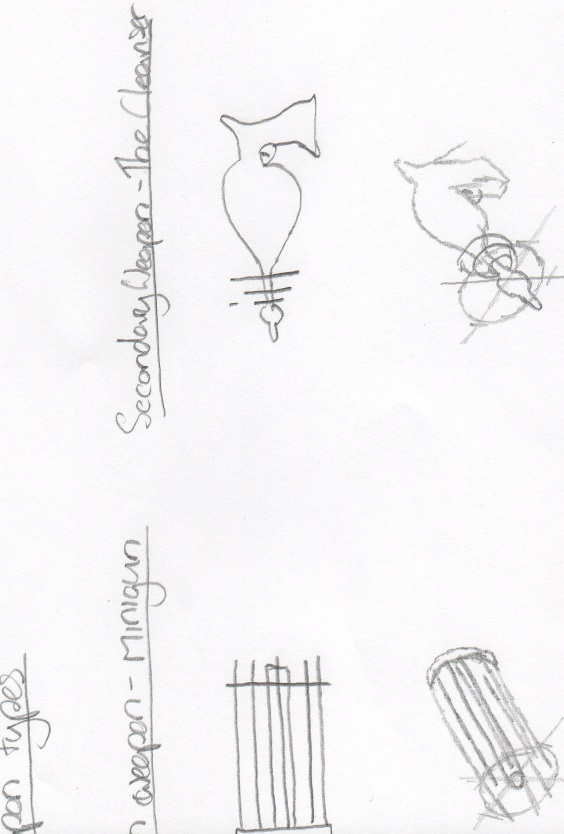 pon types
n weapon - Minigun
Secondary Weapon - The Cleanser